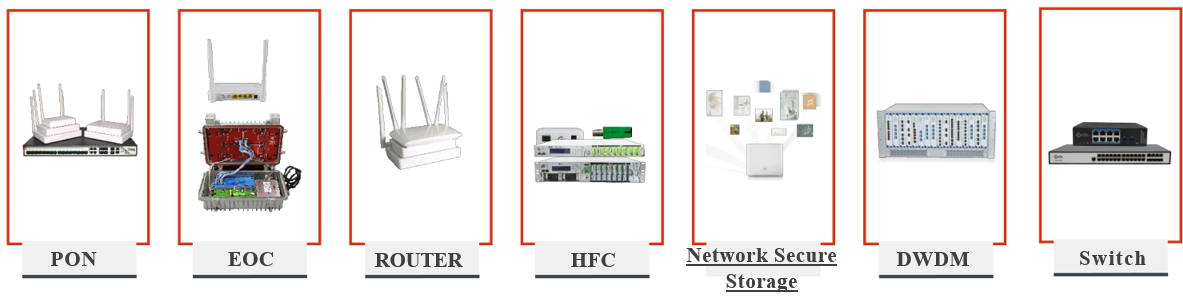 PON
EOC
ROUTER
HFC
Network Secure
Storage
DWDM
Switch